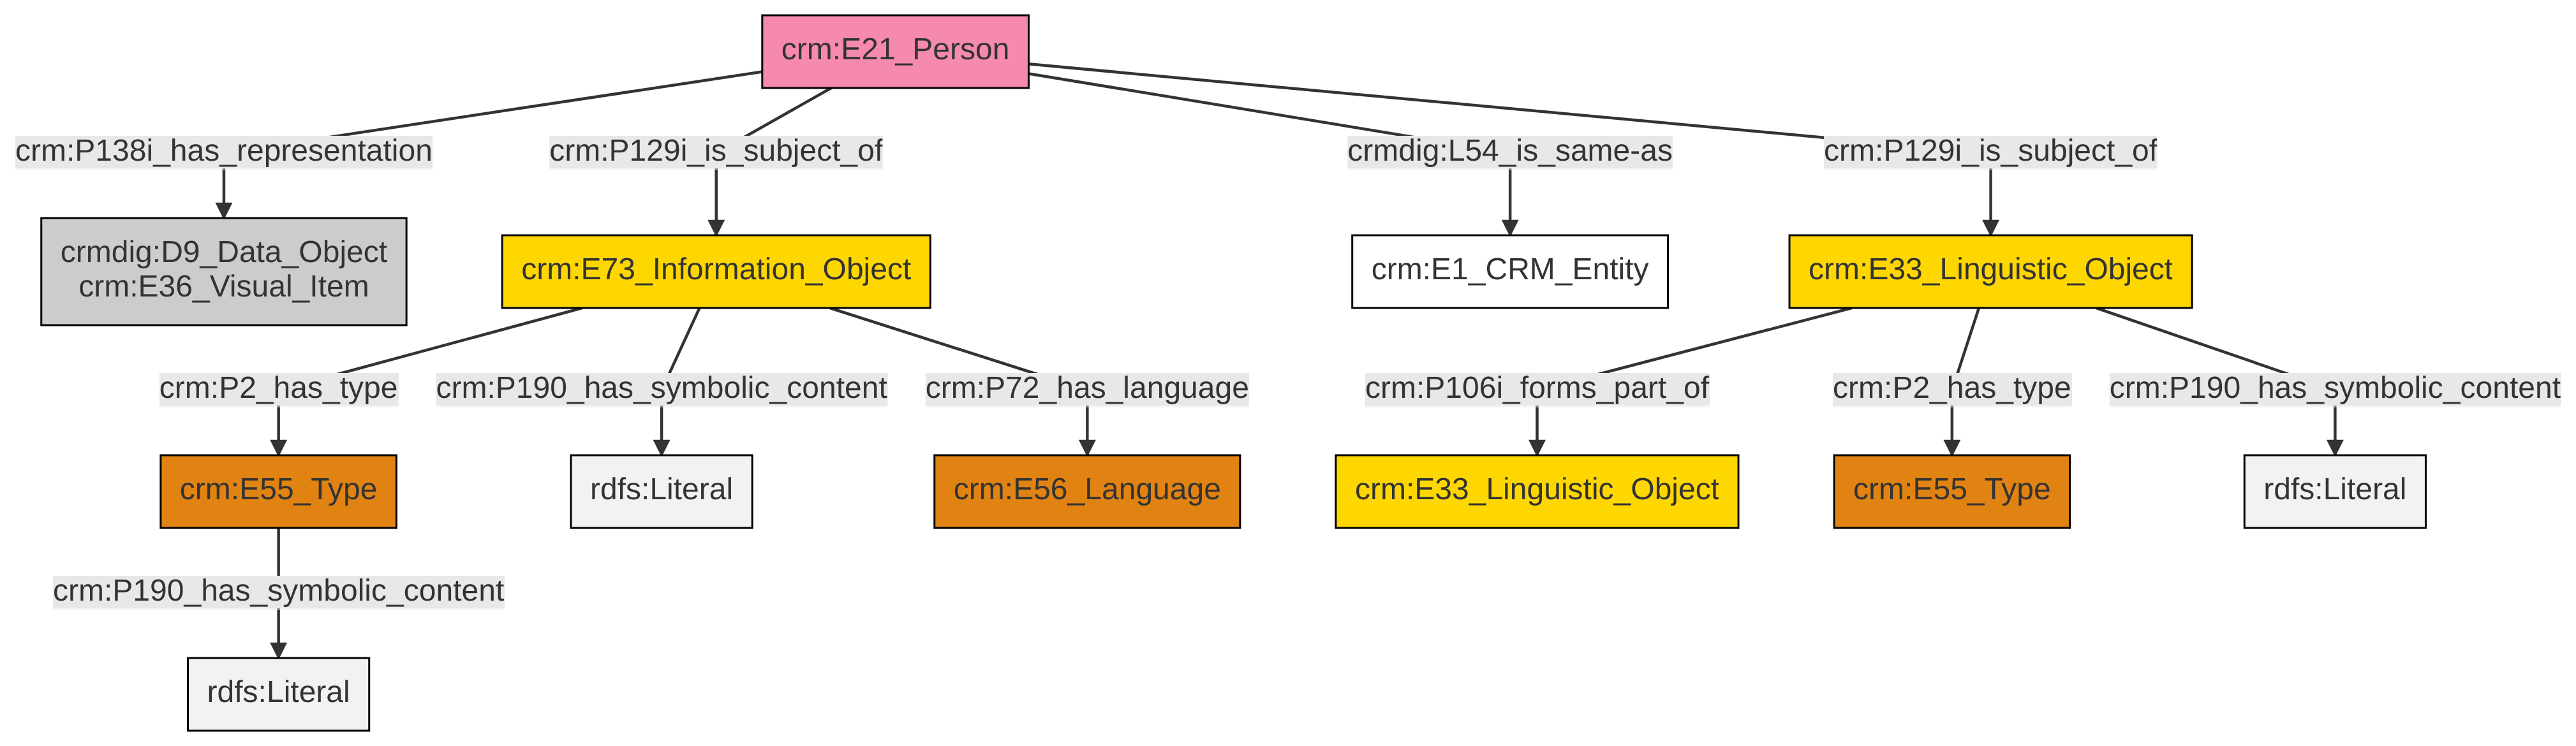 crm:E21_Person
crm:P138i_has_representation
crm:P129i_is_subject_of
crmdig:L54_is_same-as
crm:P129i_is_subject_of
crmdig:D9_Data_Object
crm:E36_Visual_Item
crm:E73_Information_Object
crm:E1_CRM_Entity
crm:E33_Linguistic_Object
crm:P2_has_type
crm:P190_has_symbolic_content
crm:P72_has_language
crm:P106i_forms_part_of
crm:P2_has_type
crm:P190_has_symbolic_content
crm:E55_Type
rdfs:Literal
crm:E56_Language
crm:E33_Linguistic_Object
crm:E55_Type
rdfs:Literal
crm:P190_has_symbolic_content
rdfs:Literal